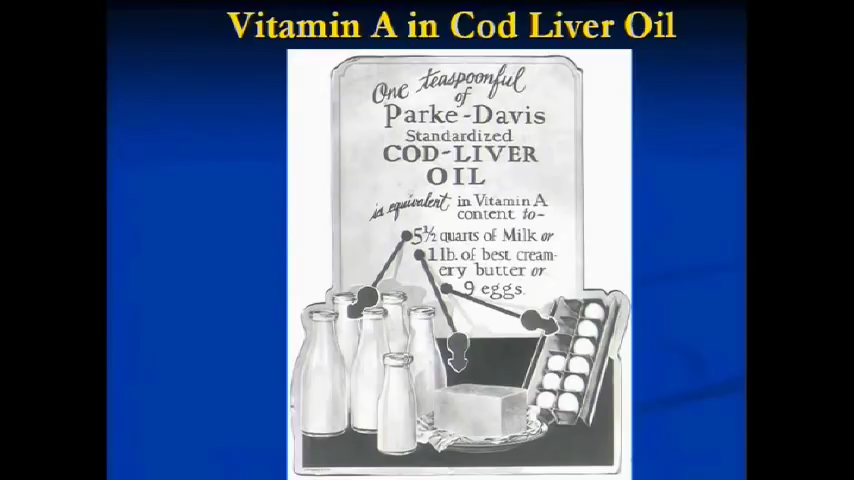 Vitamin A in Cod Liver Oil
One teaspoonful
of
Parke-Davis
Standardized
COD-LIVER
OIL
is equivalent in Vitamin A
content to-
5½ quarts of Milk or
1 lb. of best cream-
ery butter or
9 eggs.